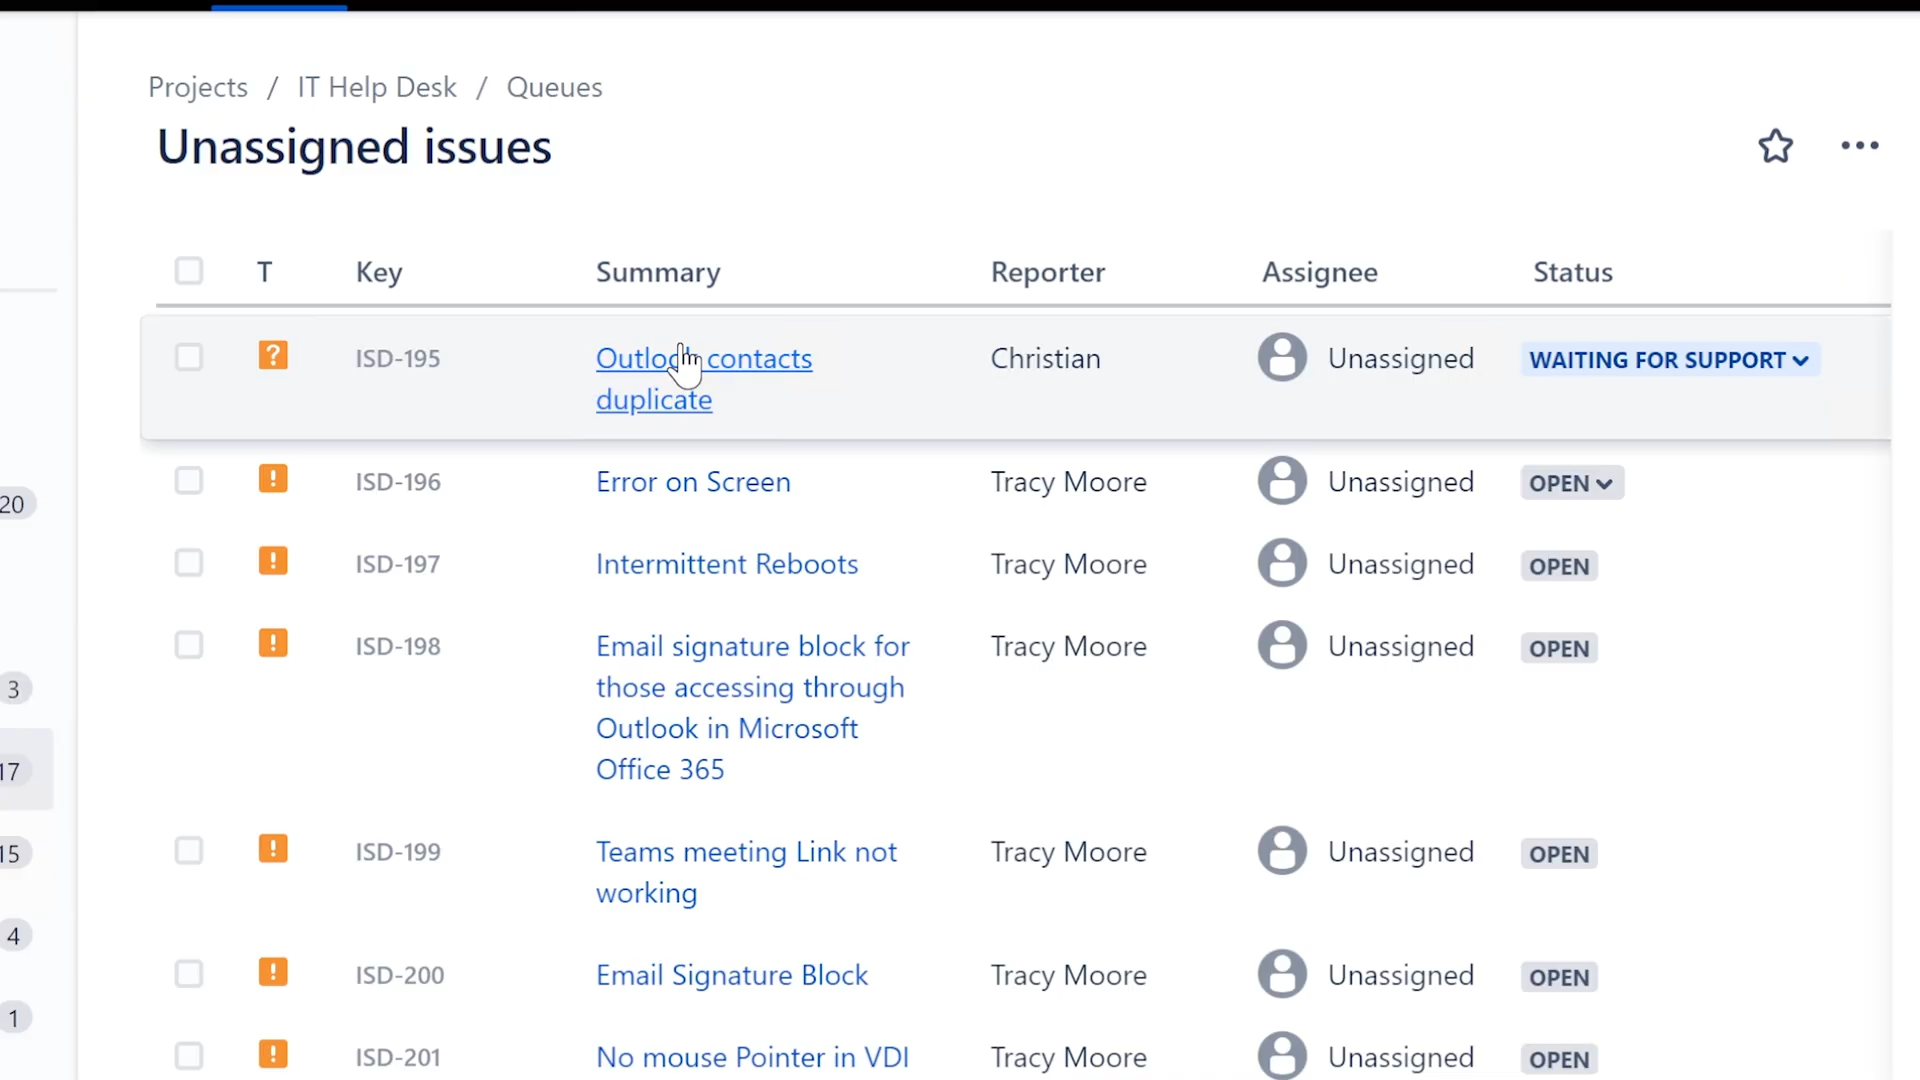 Projects / IT Help Desk / Queues
Unassigned issues
T Key Summary Reporter Assignee Status
? ISD-195 Outlook contacts Christian Unassigned WAITING FOR SUPPORT
duplicate
! ISD-196 Error on Screen Tracy Moore Unassigned OPEN
20
! ISD-197 Intermittent Reboots Tracy Moore Unassigned OPEN
! ISD-198 Email signature block for Tracy Moore Unassigned OPEN
3 those accessing through
Outlook in Microsoft
17 Office 365
15 ! ISD-199 Teams meeting Link not Tracy Moore Unassigned OPEN
working
4
! ISD-200 Email Signature Block Tracy Moore Unassigned OPEN
1
! ISD-201 No mouse Pointer in VDI Tracy Moore Unassigned OPEN